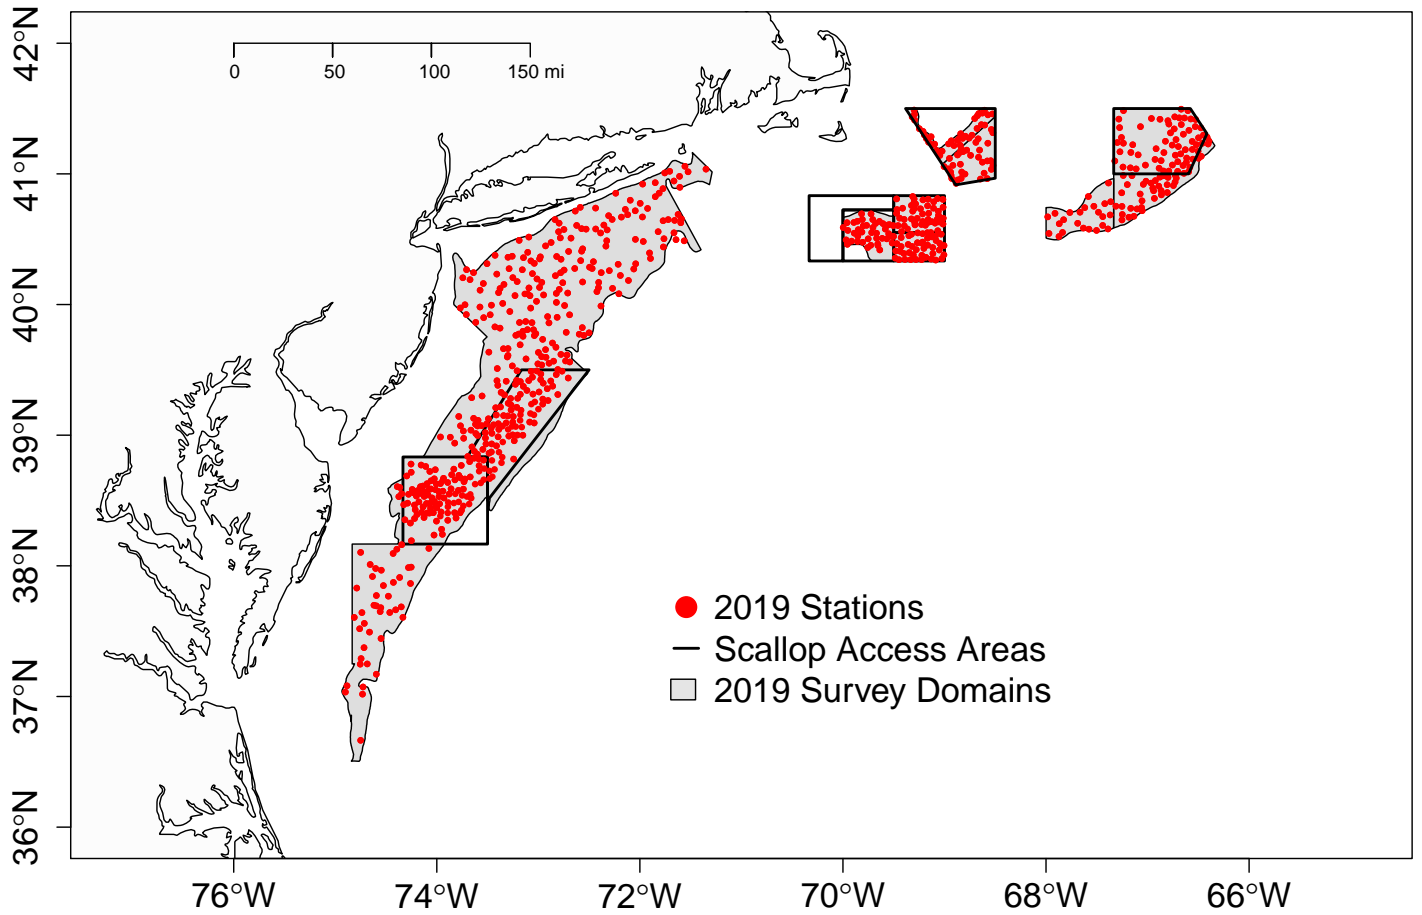 42°N
41°N
40°N
39°N
38°N
37°N
36°N
0 50 100 150 mi
2019 Stations
Scallop Access Areas
2019 Survey Domains
76°W 74°W 72°W 70°W 68°W 66°W